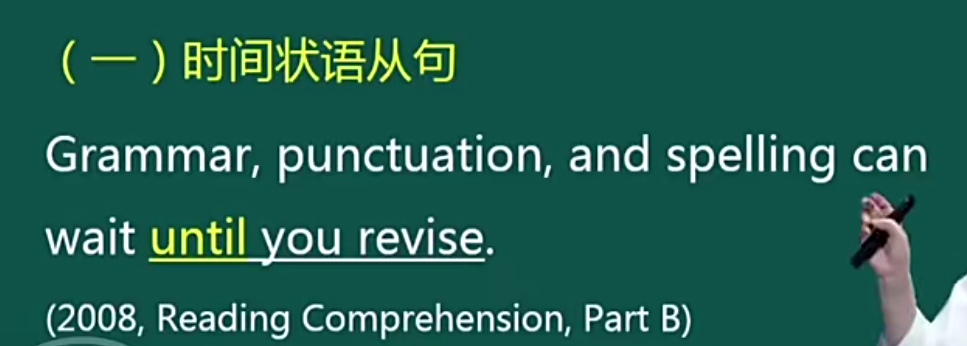 （一）时间状语从句
Grammar, punctuation, and spelling can
wait until you revise.
(2008, Reading Comprehension, Part B)